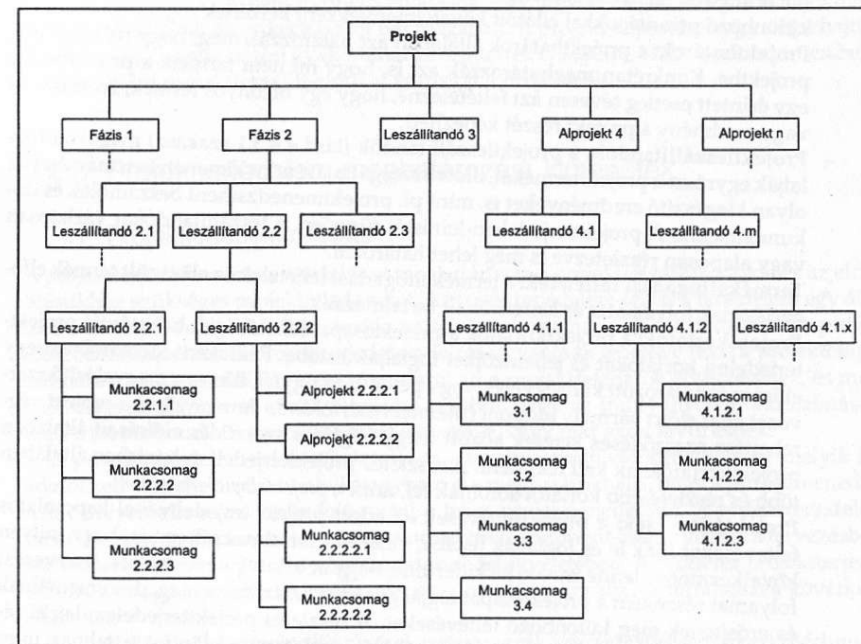 Projekt
Fázis 1
Fázis 2
Leszállítandó 3
Alprojekt 4
Alprojekt n
Leszállítandó 2.1
Leszállítandó 2.2
Leszállítandó 2.3
Leszállítandó 4.1
Leszállítandó 4.m
Leszállítandó 2.2.1
Leszállítandó 2.2.2
Leszállítandó 4.1.1
Leszállítandó 4.1.2
Leszállítandó 4.1.x
Munkacsomag
2.2.1.1
Munkacsomag
2.2.2.2
Munkacsomag
2.2.2.3
Alprojekt 2.2.2.1
Alprojekt 2.2.2.2
Munkacsomag
2.2.2.2.1
Munkacsomag
2.2.2.2.2
Munkacsomag
3.1
Munkacsomag
3.2
Munkacsomag
3.3
Munkacsomag
3.4
Munkacsomag
4.1.2.1
Munkacsomag
4.1.2.2
Munkacsomag
4.1.2.3